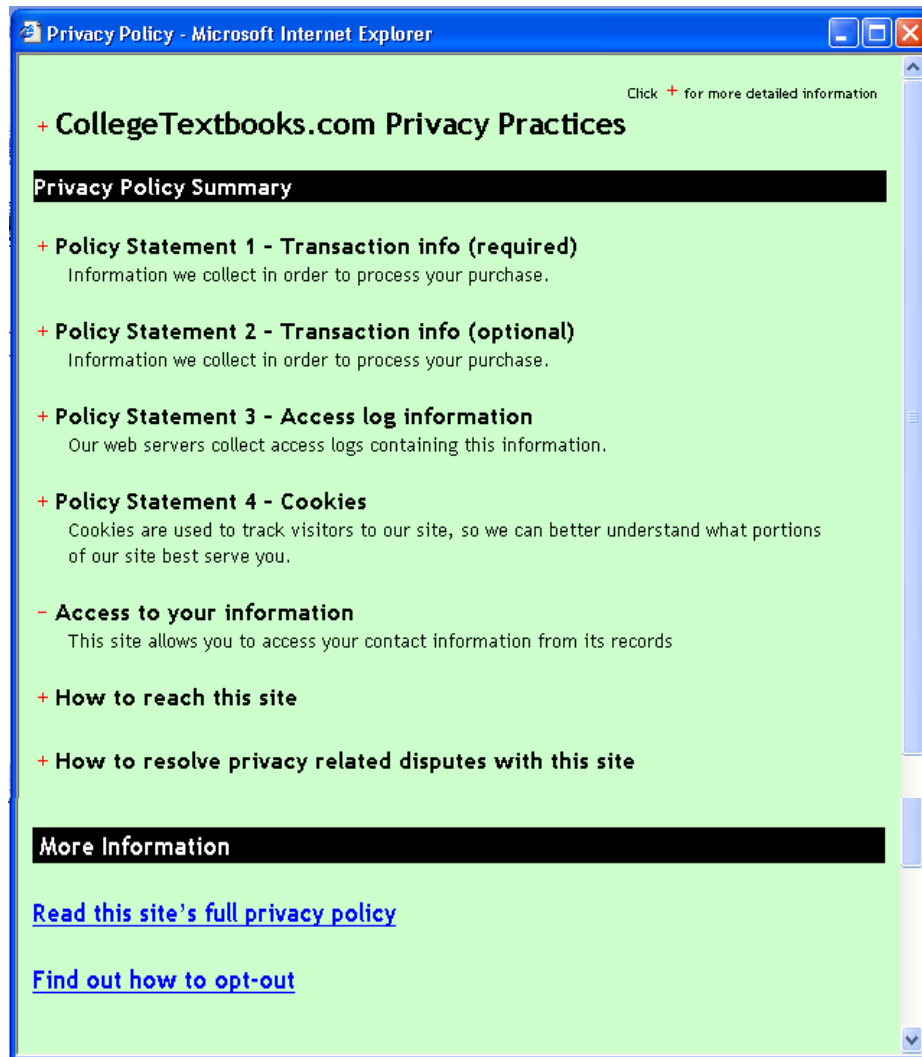 Privacy Policy - Microsoft Internet Explorer
Click + for more detailed information
+ CollegeTextbooks.com Privacy Practices
Privacy Policy Summary
+ Policy Statement 1 - Transaction info (required)
Information we collect in order to process your purchase.
+ Policy Statement 2 - Transaction info (optional)
Information we collect in order to process your purchase.
+ Policy Statement 3 - Access log information
Our web servers collect access logs containing this information.
+ Policy Statement 4 - Cookies
Cookies are used to track visitors to our site, so we can better understand what portions
of our site best serve you.
- Access to your information
This site allows you to access your contact information from its records
+ How to reach this site
+ How to resolve privacy related disputes with this site
More Information
Read this site's full privacy policy
Find out how to opt-out